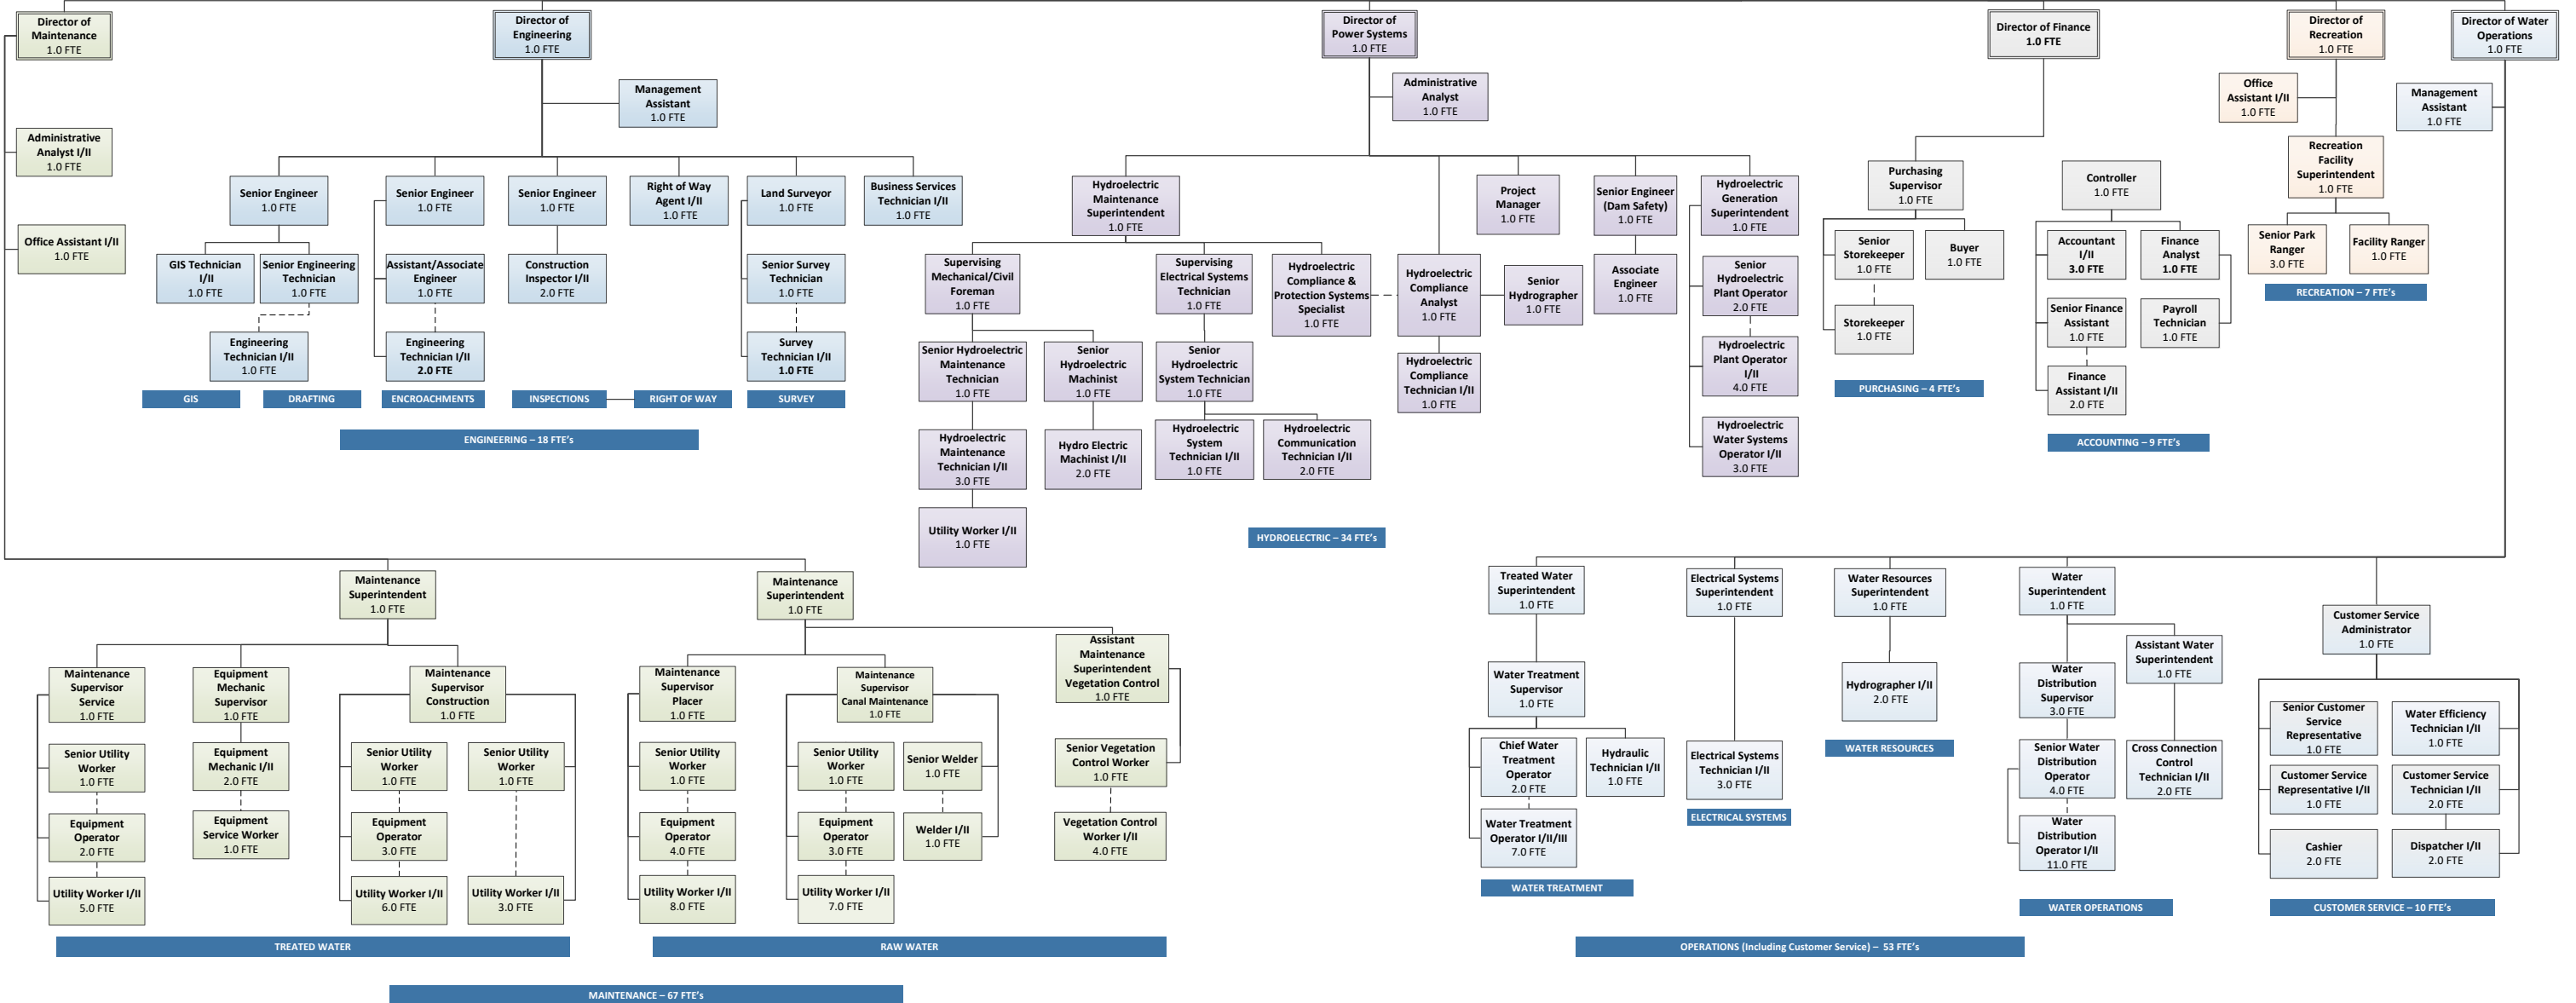 Director of
Maintenance
1.0 FTE
Director of
Engineering
1.0 FTE
Director of
Power Systems
1.0 FTE
Director of Finance
1.0 FTE
Director of
Recreation
1.0 FTE
Director of Water
Operations
1.0 FTE
Management
Assistant
1.0 FTE
Administrative
Analyst
1.0 FTE
Office
Assistant I/II
1.0 FTE
Management
Assistant
1.0 FTE
Administrative
Analyst I/II
1.0 FTE
Office Assistant I/II
1.0 FTE
Senior Engineer
1.0 FTE
Senior Engineer
1.0 FTE
Senior Engineer
1.0 FTE
Right of Way
Agent I/II
1.0 FTE
Land Surveyor
1.0 FTE
Business Services
Technician I/II
1.0 FTE
GIS Technician
I/II
1.0 FTE
Senior Engineering
Technician
1.0 FTE
Assistant/Associate
Engineer
1.0 FTE
Construction
Inspector I/II
2.0 FTE
Senior Survey
Technician
1.0 FTE
Engineering
Technician I/II
1.0 FTE
Engineering
Technician I/II
2.0 FTE
Survey
Technician I/II
1.0 FTE
GIS
DRAFTING
ENCROACHMENTS
INSPECTIONS
RIGHT OF WAY
SURVEY
ENGINEERING – 18 FTE's
Hydroelectric
Maintenance
Superintendent
1.0 FTE
Project
Manager
1.0 FTE
Senior Engineer
(Dam Safety)
1.0 FTE
Hydroelectric
Generation
Superintendent
1.0 FTE
Supervising
Mechanical/Civil
Foreman
1.0 FTE
Supervising
Electrical Systems
Technician
1.0 FTE
Hydroelectric
Compliance &
Protection Systems
Specialist
1.0 FTE
Hydroelectric
Compliance
Analyst
1.0 FTE
Senior
Hydrographer
1.0 FTE
Associate
Engineer
1.0 FTE
Senior
Hydroelectric
Plant Operator
2.0 FTE
Senior Hydroelectric
Maintenance
Technician
1.0 FTE
Senior
Hydroelectric
Machinist
1.0 FTE
Senior
Hydroelectric
System Technician
1.0 FTE
Hydroelectric
Compliance
Technician I/II
1.0 FTE
Hydroelectric
Plant Operator
I/II
4.0 FTE
Hydroelectric
Maintenance
Technician I/II
3.0 FTE
Hydro Electric
Machinist I/II
2.0 FTE
Hydroelectric
System
Technician I/II
1.0 FTE
Hydroelectric
Communication
Technician I/II
2.0 FTE
Hydroelectric
Water Systems
Operator I/II
3.0 FTE
Utility Worker I/II
1.0 FTE
HYDROELECTRIC – 34 FTE's
Purchasing
Supervisor
1.0 FTE
Controller
1.0 FTE
Senior
Storekeeper
1.0 FTE
Buyer
1.0 FTE
Accountant
I/II
3.0 FTE
Finance
Analyst
1.0 FTE
Storekeeper
1.0 FTE
Senior Finance
Assistant
1.0 FTE
Payroll
Technician
1.0 FTE
PURCHASING – 4 FTE's
Finance
Assistant I/II
2.0 FTE
ACCOUNTING – 9 FTE's
Recreation
Facility
Superintendent
1.0 FTE
Senior Park
Ranger
3.0 FTE
Facility Ranger
1.0 FTE
RECREATION – 7 FTE's
Maintenance
Superintendent
1.0 FTE
Maintenance
Superintendent
1.0 FTE
Maintenance
Supervisor
Service
1.0 FTE
Equipment
Mechanic
Supervisor
1.0 FTE
Maintenance
Supervisor
Construction
1.0 FTE
Maintenance
Supervisor
Placer
1.0 FTE
Maintenance
Supervisor
Canal Maintenance
1.0 FTE
Assistant
Maintenance
Superintendent
Vegetation Control
1.0 FTE
Senior Utility
Worker
1.0 FTE
Equipment
Mechanic I/II
2.0 FTE
Senior Utility
Worker
1.0 FTE
Senior Utility
Worker
1.0 FTE
Senior Utility
Worker
1.0 FTE
Senior Utility
Worker
1.0 FTE
Senior Welder
1.0 FTE
Senior Vegetation
Control Worker
1.0 FTE
Equipment
Operator
2.0 FTE
Equipment
Service Worker
1.0 FTE
Equipment
Operator
3.0 FTE
Equipment
Operator
4.0 FTE
Equipment
Operator
3.0 FTE
Welder I/II
1.0 FTE
Vegetation Control
Worker I/II
4.0 FTE
Utility Worker I/II
5.0 FTE
Utility Worker I/II
6.0 FTE
Utility Worker I/II
3.0 FTE
Utility Worker I/II
8.0 FTE
Utility Worker I/II
7.0 FTE
TREATED WATER
RAW WATER
MAINTENANCE – 67 FTE's
Treated Water
Superintendent
1.0 FTE
Electrical Systems
Superintendent
1.0 FTE
Water Resources
Superintendent
1.0 FTE
Water
Superintendent
1.0 FTE
Customer Service
Administrator
1.0 FTE
Water Treatment
Supervisor
1.0 FTE
Hydrographer I/II
2.0 FTE
Water
Distribution
Supervisor
3.0 FTE
Assistant Water
Superintendent
1.0 FTE
Chief Water
Treatment
Operator
2.0 FTE
Hydraulic
Technician I/II
1.0 FTE
Electrical Systems
Technician I/II
3.0 FTE
WATER RESOURCES
Senior Water
Distribution
Operator
4.0 FTE
Cross Connection
Control
Technician I/II
2.0 FTE
Senior Customer
Service
Representative
1.0 FTE
Water Efficiency
Technician I/II
1.0 FTE
Customer Service
Representative I/II
1.0 FTE
Customer Service
Technician I/II
2.0 FTE
Water Treatment
Operator I/II/III
7.0 FTE
ELECTRICAL SYSTEMS
Water
Distribution
Operator I/II
11.0 FTE
Cashier
2.0 FTE
Dispatcher I/II
2.0 FTE
WATER TREATMENT
WATER OPERATIONS
CUSTOMER SERVICE – 10 FTE's
OPERATIONS (Including Customer Service) – 53 FTE's